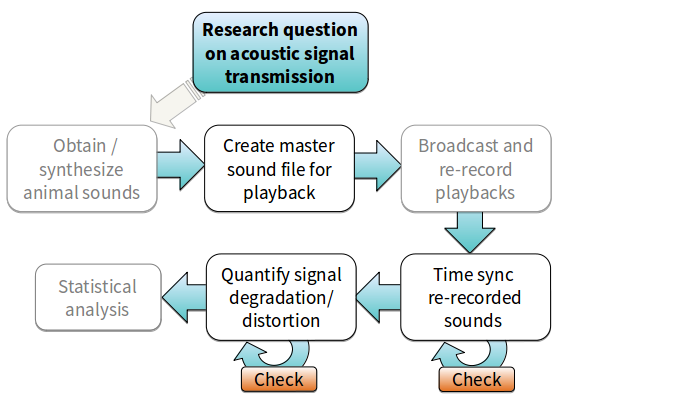 Research question
on acoustic signal
transmission
Obtain /
synthesize
animal sounds
Create master
sound file for
playback
Broadcast and
re-record
playbacks
Time sync
re-recorded
sounds
Quantify signal
degradation/
distortion
Statistical
analysis
Check
Check